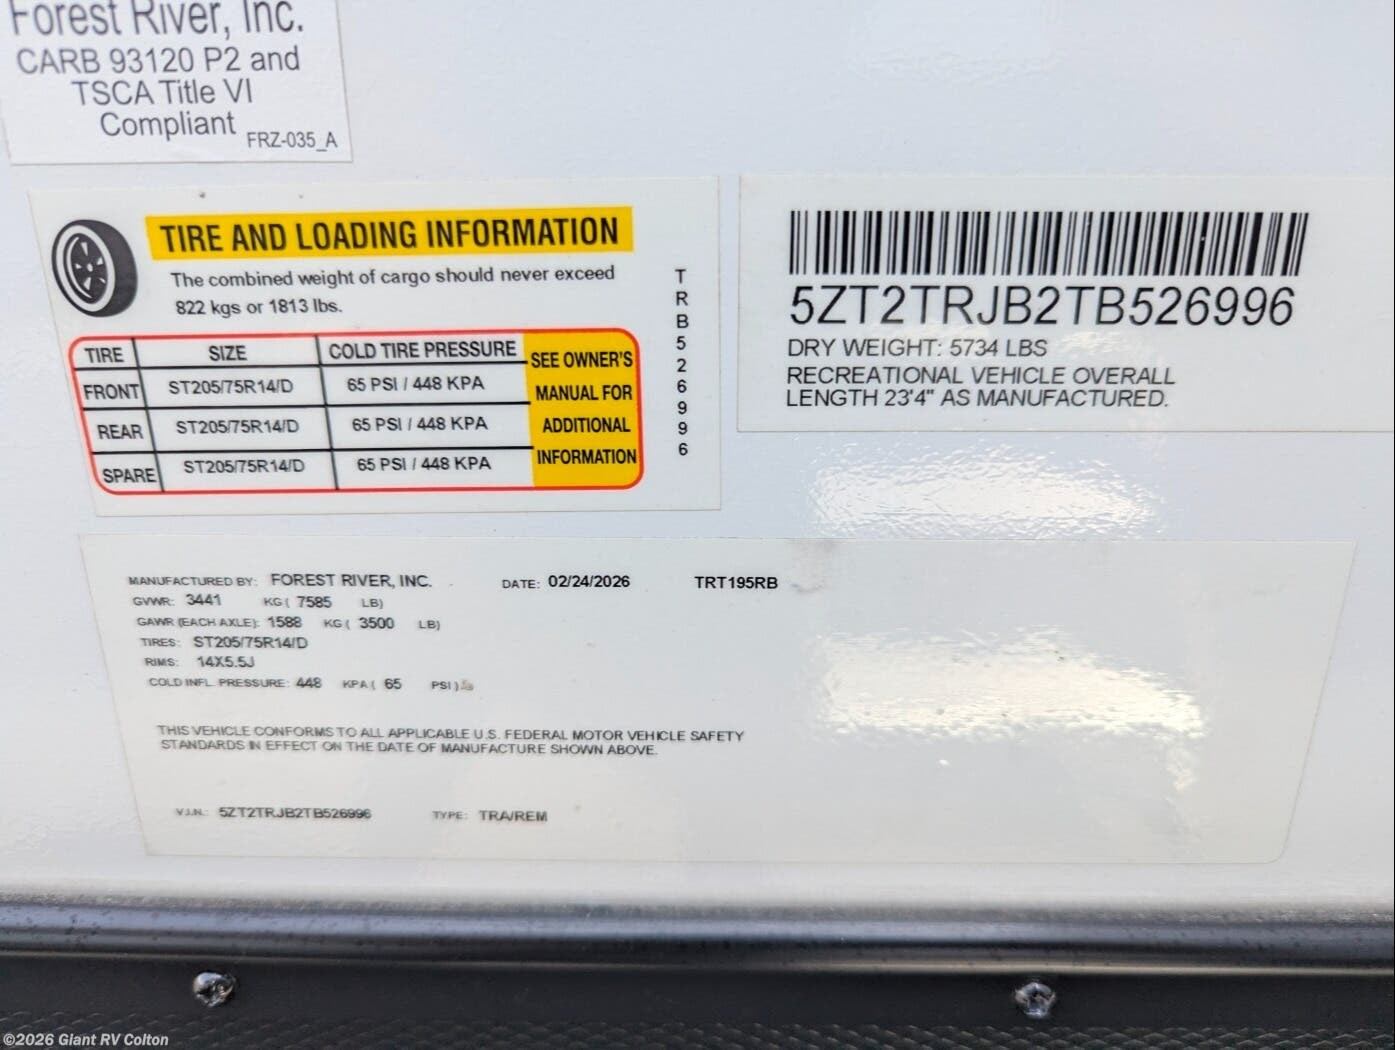 Forest River, Inc.
CARB 93120 P2 and
TSCA Title VI
Compliant
FRZ-035_A
TIRE AND LOADING INFORMATION
The combined weight of cargo should never exceed
822 kgs or 1813 lbs.
TIRE SIZE COLD TIRE PRESSURE
FRONT ST205/75R14/D 65 PSI / 448 KPA
REAR ST205/75R14/D 65 PSI / 448 KPA
SPARE ST205/75R14/D 65 PSI / 448 KPA
SEE OWNER'S
MANUAL FOR
ADDITIONAL
INFORMATION
TRB526996
5ZT2TRJB2TB526996
DRY WEIGHT: 5734 LBS
RECREATIONAL VEHICLE OVERALL
LENGTH 23'4" AS MANUFACTURED.
MANUFACTURED BY: FOREST RIVER, INC. DATE: 02/24/2026 TRT195RB
GVWR: 3441 KG ( 7585 LB)
GAWR (EACH AXLE): 1588 KG ( 3500 LB)
TIRES: ST205/75R14/D
RIMS: 14X5.5J
COLD INFL. PRESSURE: 448 KPA ( 65 PSI )
THIS VEHICLE CONFORMS TO ALL APPLICABLE U.S. FEDERAL MOTOR VEHICLE SAFETY
STANDARDS IN EFFECT ON THE DATE OF MANUFACTURE SHOWN ABOVE.
V.I.N.: 5ZT2TRJB2TB526996 TYPE: TRA/REM
©2026 Giant RV Colton